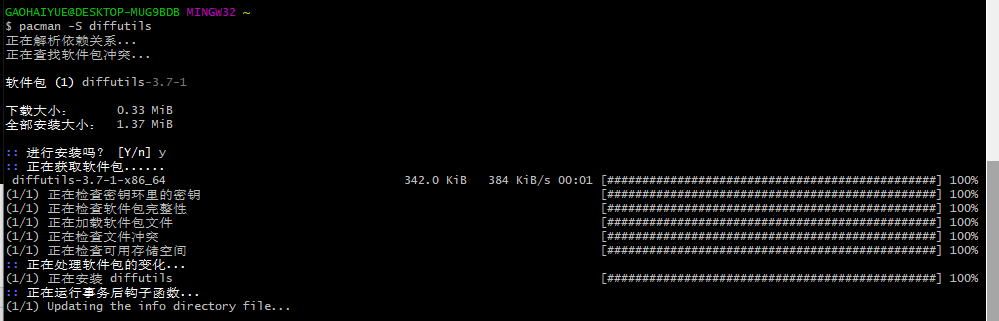 GAOHAIYUE@DESKTOP-MUG9BDB MINGW32 ~
$ pacman -S diffutils
正在解析依赖关系...
正在查找软件包冲突...
软件包 (1) diffutils-3.7-1
下载大小： 0.33 MiB
全部安装大小： 1.37 MiB
:: 进行安装吗？ [Y/n] y
:: 正在获取软件包......
diffutils-3.7-1-x86_64 342.0 KiB 384 KiB/s 00:01 [###############################################] 100%
(1/1) 正在检查密钥环里的密钥 [###############################################] 100%
(1/1) 正在检查软件包完整性 [###############################################] 100%
(1/1) 正在加载软件包文件 [###############################################] 100%
(1/1) 正在检查文件冲突 [###############################################] 100%
(1/1) 正在检查可用存储空间 [###############################################] 100%
:: 正在处理软件包的变化...
(1/1) 正在安装 diffutils [###############################################] 100%
:: 正在运行事务后钩子函数...
(1/1) Updating the info directory file...